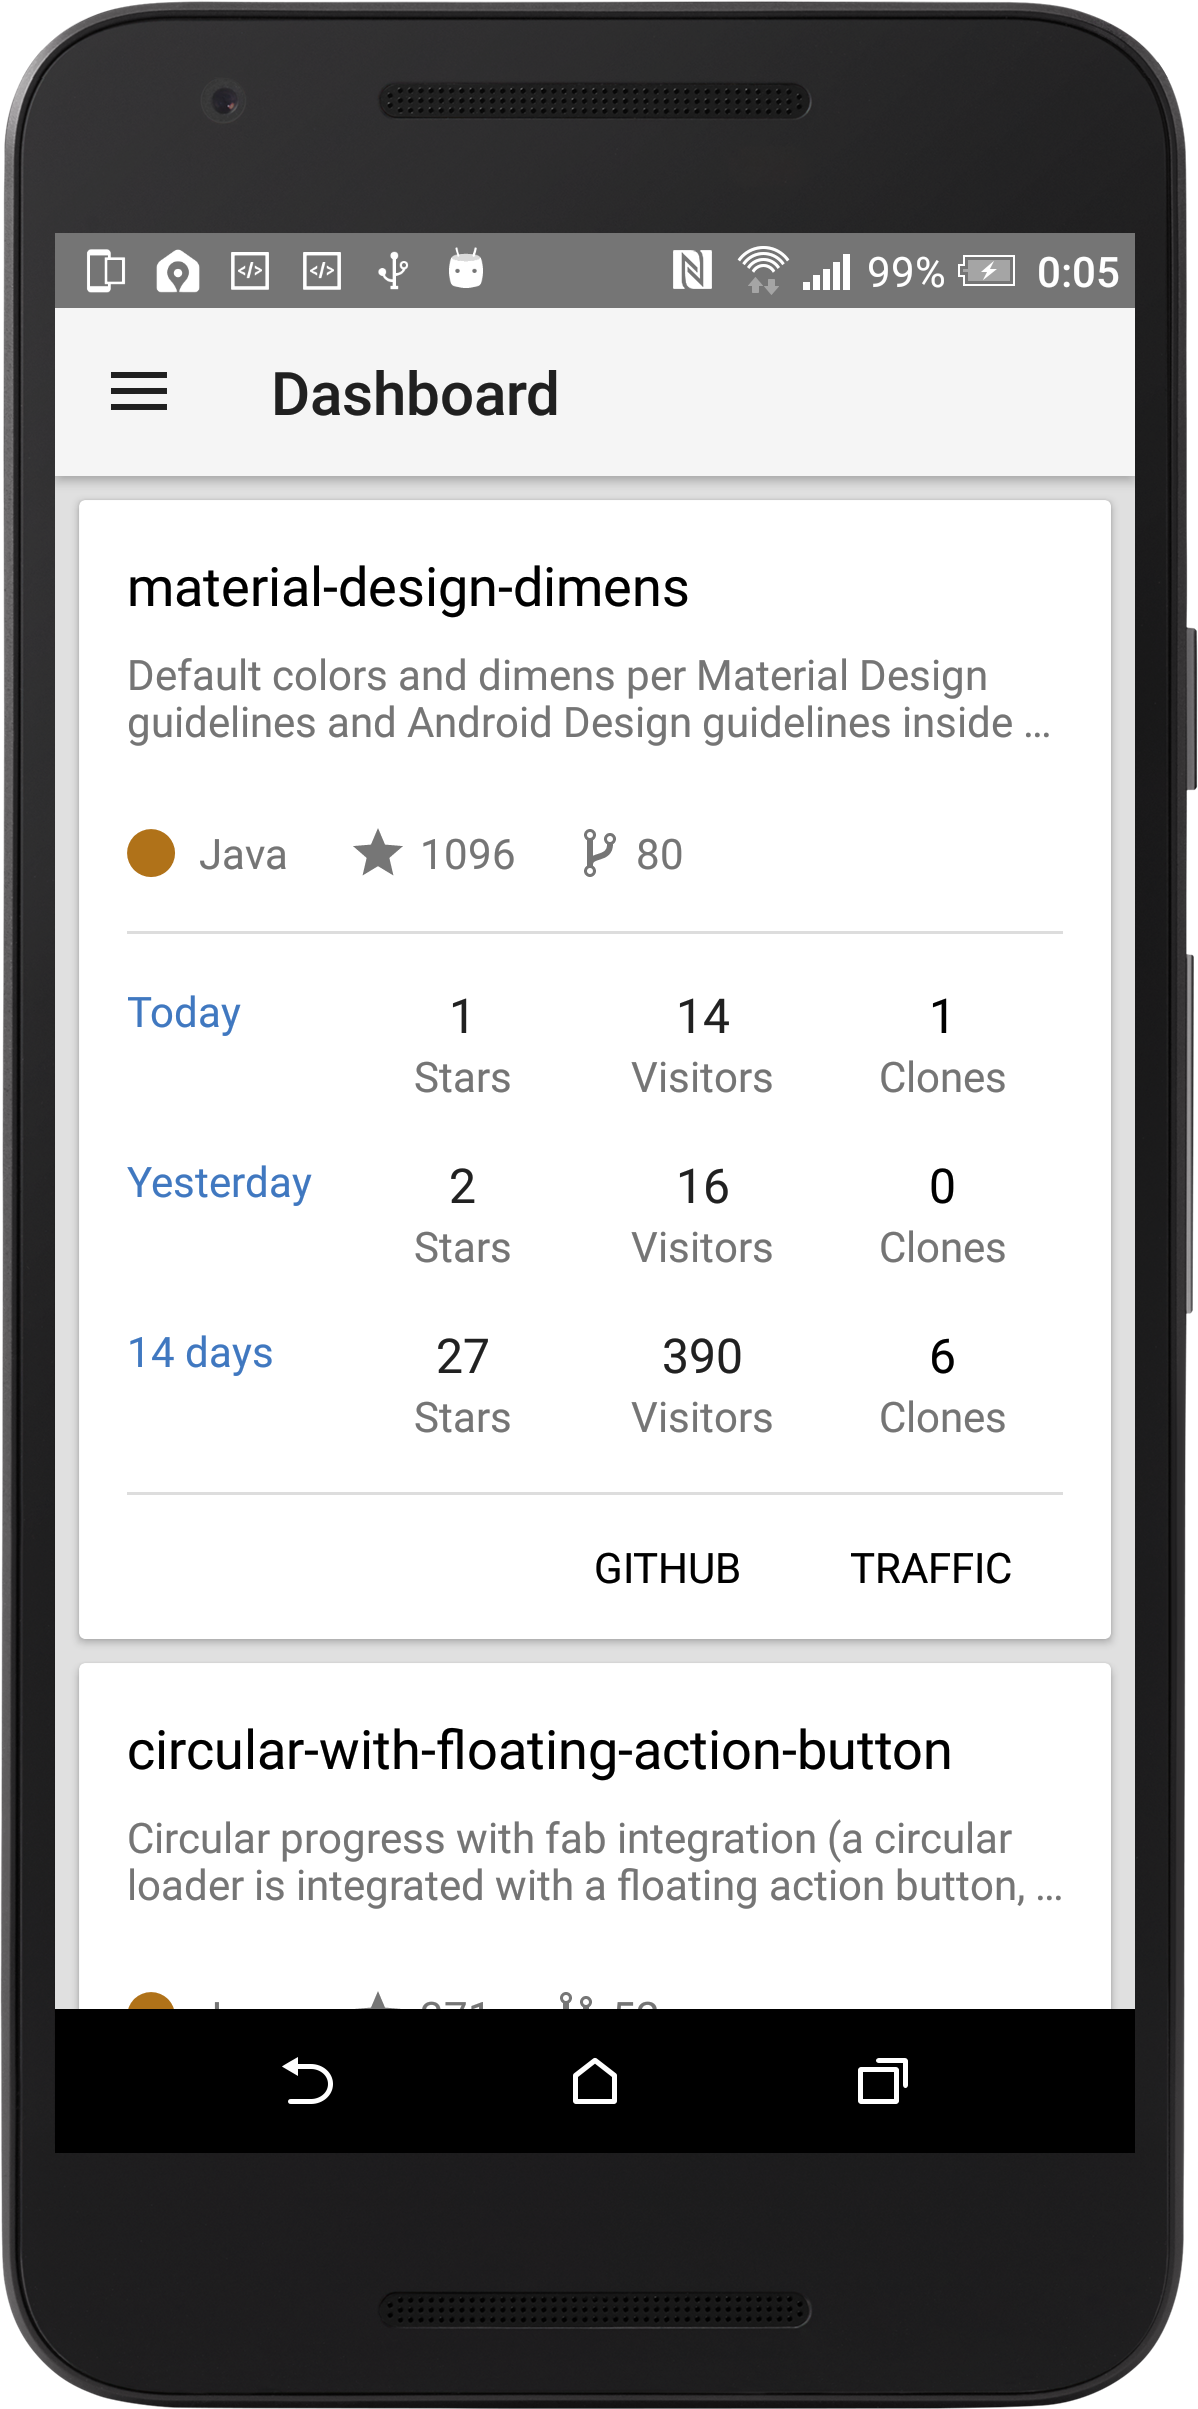 99% 0:05
Dashboard
material-design-dimens
Default colors and dimens per Material Design
guidelines and Android Design guidelines inside ...
Java 1096 80
Today 1 14 1
Stars Visitors Clones
Yesterday 2 16 0
Stars Visitors Clones
14 days 27 390 6
Stars Visitors Clones
GITHUB TRAFFIC
circular-with-floating-action-button
Circular progress with fab integration (a circular
loader is integrated with a floating action button, ...